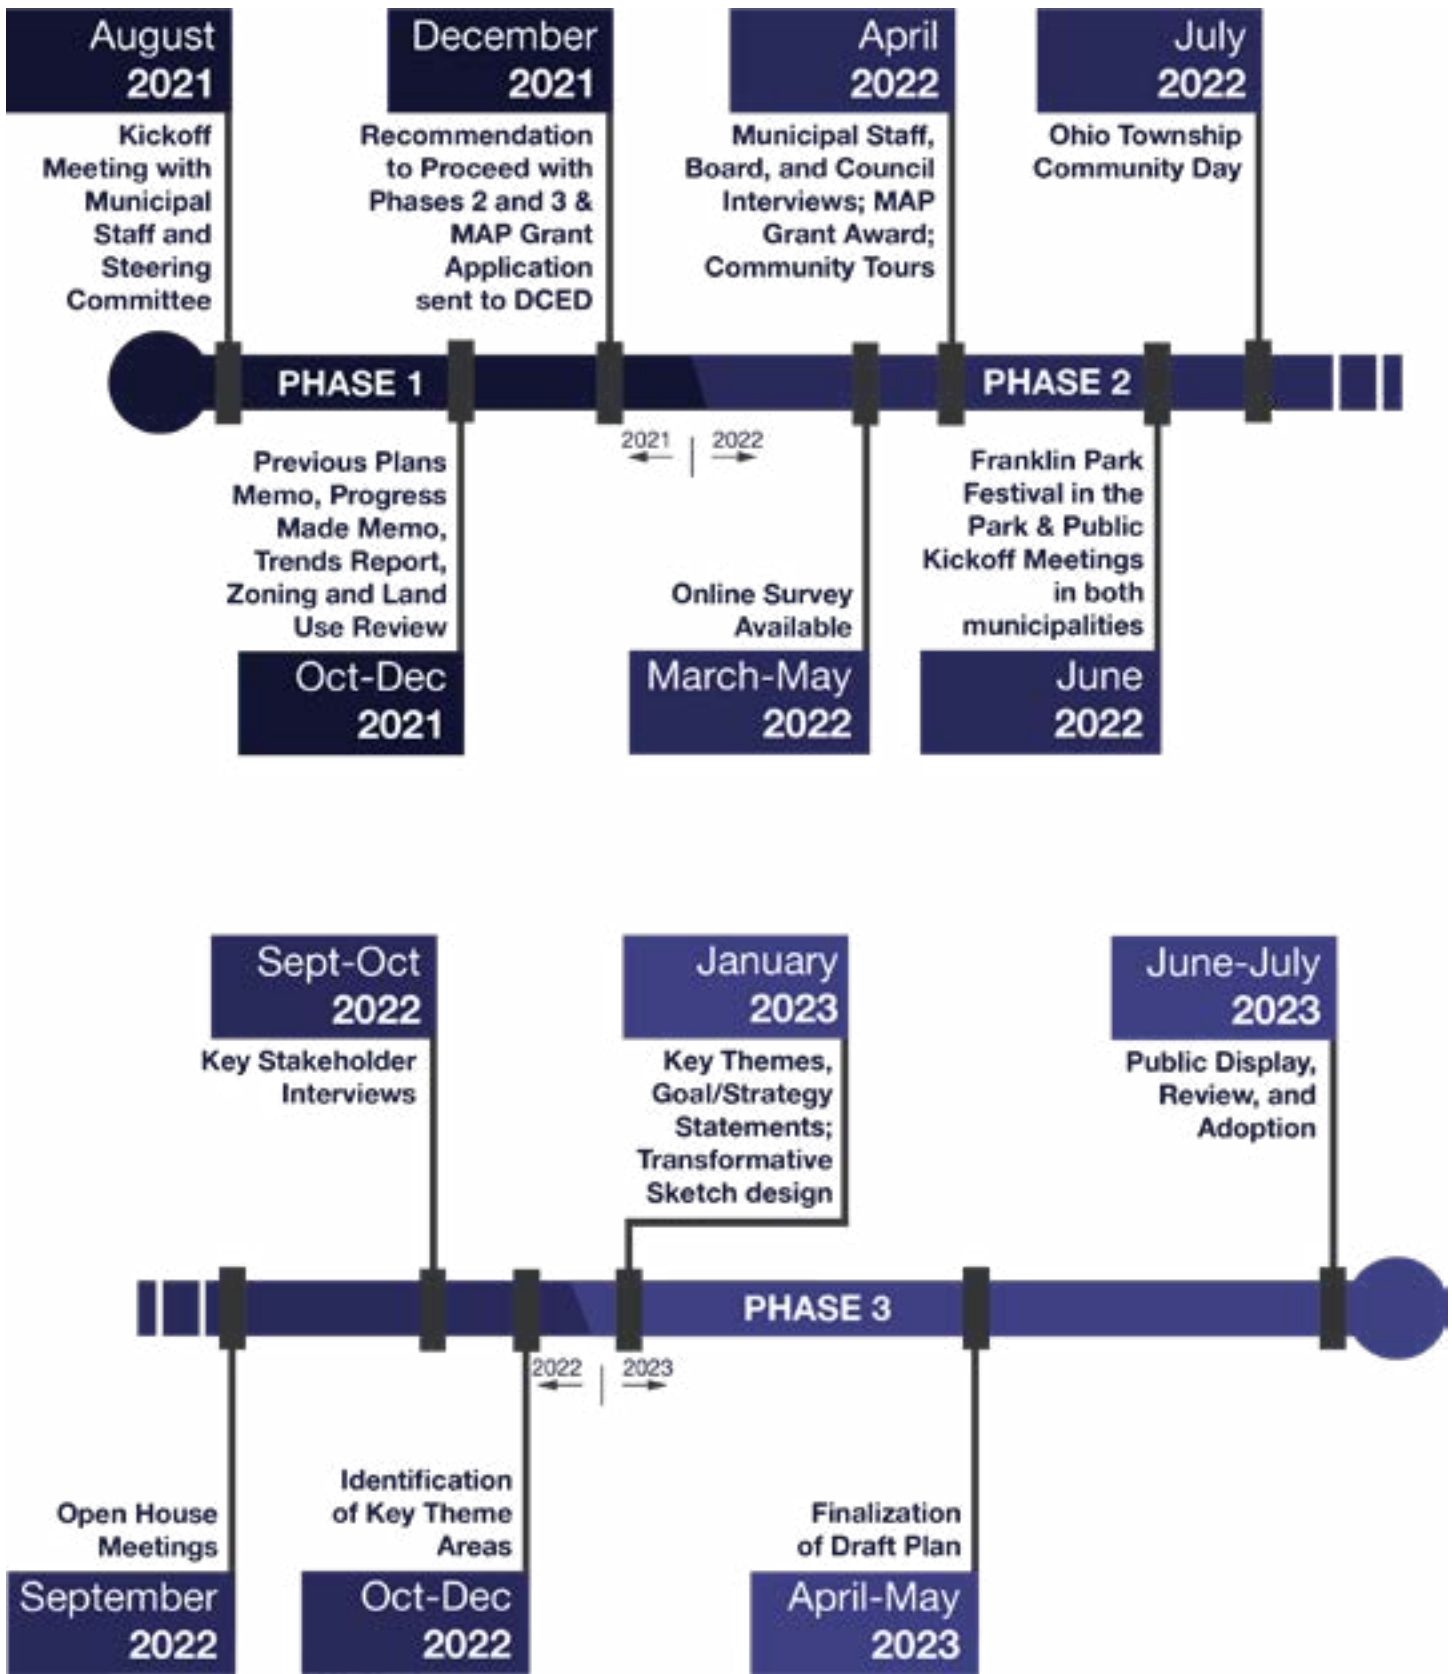 August
2021
Kickoff
Meeting with
Municipal
Staff and
Steering
Committee
December
2021
Recommendation
to Proceed with
Phases 2 and 3 &
MAP Grant
Application
sent to DCED
April
2022
Municipal Staff,
Board, and Council
Interviews; MAP
Grant Award;
Community Tours
July
2022
Ohio Township
Community Day
PHASE 1
PHASE 2
2021
2022
Previous Plans
Memo, Progress
Made Memo,
Trends Report,
Zoning and Land
Use Review
Oct-Dec
2021
Online Survey
Available
March-May
2022
Franklin Park
Festival in the
Park & Public
Kickoff Meetings
in both
municipalities
June
2022
Sept-Oct
2022
Key Stakeholder
Interviews
January
2023
Key Themes,
Goal/Strategy
Statements;
Transformative
Sketch design
June-July
2023
Public Display,
Review, and
Adoption
PHASE 3
2022
2023
Open House
Meetings
September
2022
Identification
of Key Theme
Areas
Oct-Dec
2022
Finalization
of Draft Plan
April-May
2023